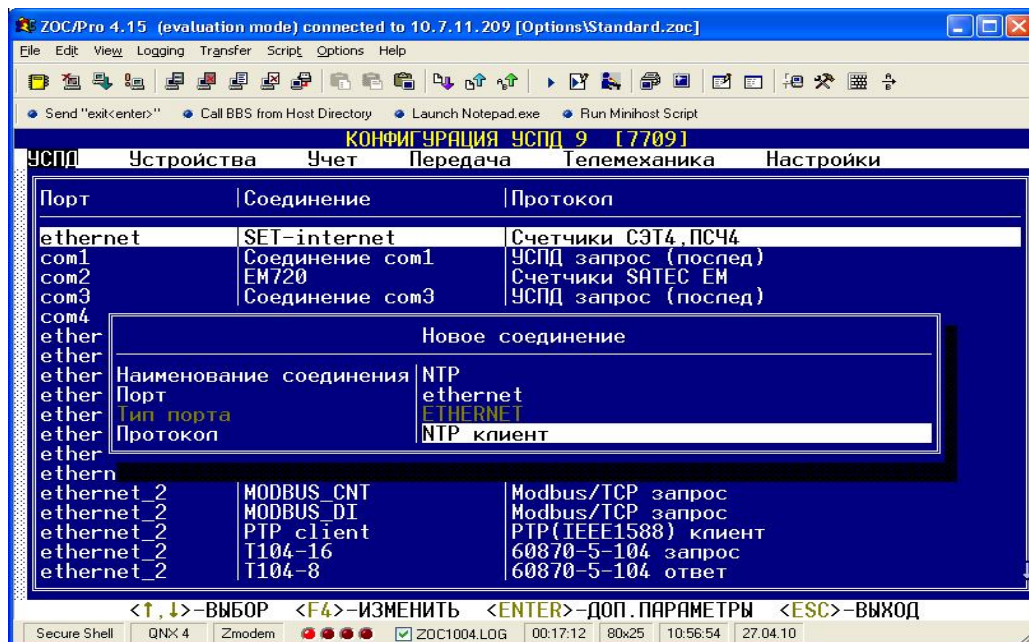 ZOC/Pro 4.15 (evaluation mode) connected to 10.7.11.209 [Options\Standard.zoc]
File Edit View Logging Transfer Script Options Help
Send "exit<enter>" Call BBS from Host Directory Launch Notepad.exe Run Minihost Script
КОНФИГУРАЦИЯ УСПД 9 [7709]
УСПД Устройства Учет Передача Телемеханика Настройки
Порт |Соединение |Протокол
ethernet |SET-internet |Счетчики СЭТ4,ПСЧ4
com1 |Соединение com1 |УСПД запрос (послед)
com2 |EM720 |Счетчики SATEC EM
com3 |Соединение com3 |УСПД запрос (послед)
com4
ether Новое соединение
ether
ether Наименование соединения|NTP
ether Порт |ethernet
ether Тип порта |ETHERNET
ether Протокол |NTP клиент
ether
ethern
ethernet_2 |MODBUS_CNT |Modbus/TCP запрос
ethernet_2 |MODBUS_DI |Modbus/TCP запрос
ethernet_2 |PTP client |PTP(IEEE1588) клиент
ethernet_2 |T104-16 |60870-5-104 запрос
ethernet_2 |T104-8 |60870-5-104 ответ
<↑,↓>-ВЫБОР <F4>-ИЗМЕНИТЬ <ENTER>-ДОП.ПАРАМЕТРЫ <ESC>-ВЫХОД
Secure Shell QNX 4 Zmodem ZOC1004.LOG 00:17:12 80x25 10:56:54 27.04.10